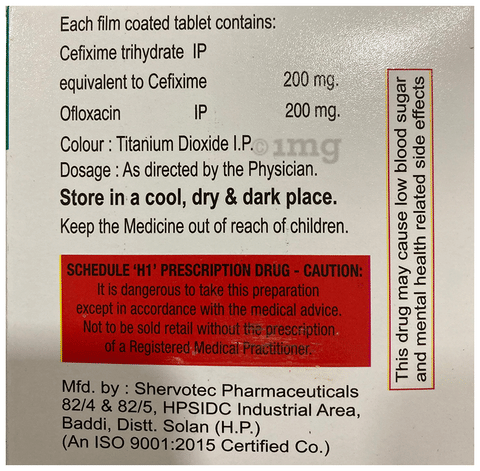 Each film coated tablet contains:
Cefixime trihydrate IP
equivalent to Cefixime 200 mg.
Ofloxacin IP 200 mg.
Colour : Titanium Dioxide I.P.
©1mg
Dosage : As directed by the Physician.
Store in a cool, dry & dark place.
Keep the Medicine out of reach of children.
SCHEDULE 'H1' PRESCRIPTION DRUG - CAUTION:
It is dangerous to take this preparation
except in accordance with the medical advice.
Not to be sold retail without the prescription
of a Registered Medical Practitioner.
Mfd. by : Shervotec Pharmaceuticals
82/4 & 82/5, HPSIDC Industrial Area,
Baddi, Distt. Solan (H.P.)
(An ISO 9001:2015 Certified Co.)
This drug may cause low blood sugar
and mental health related side effects